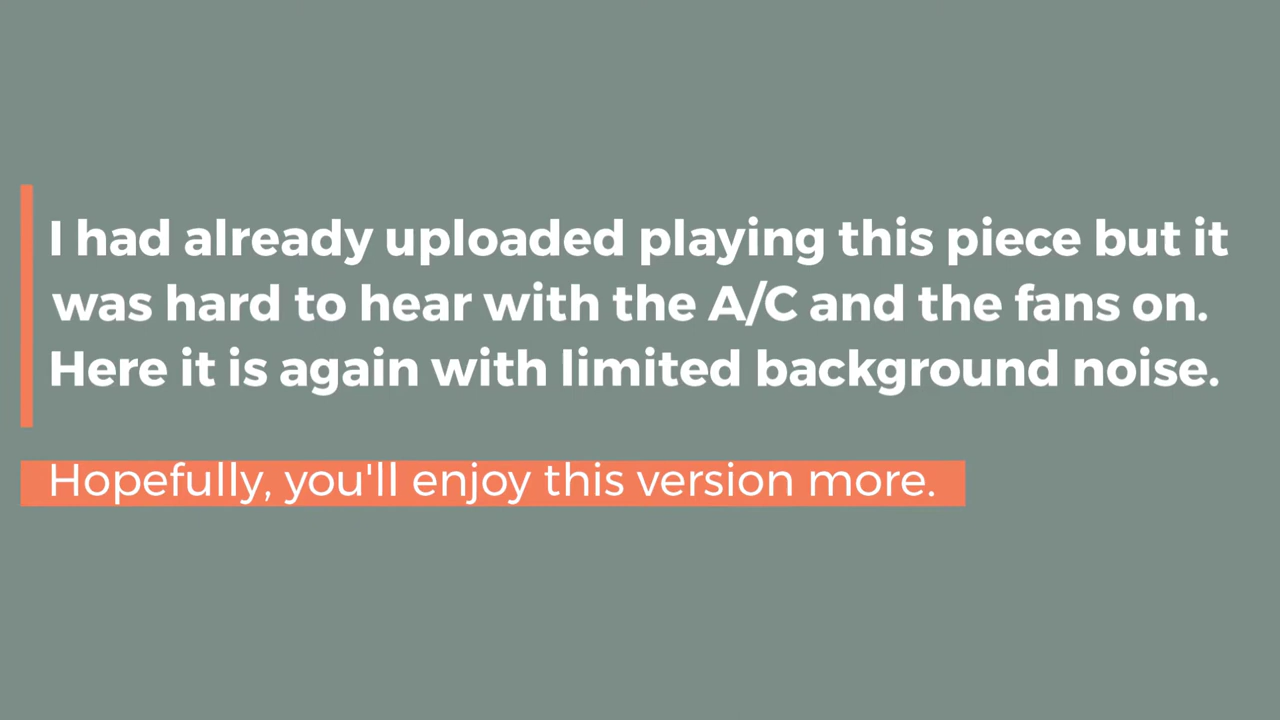 I had already uploaded playing this piece but it
was hard to hear with the A/C and the fans on.
Here it is again with limited background noise.
Hopefully, you'll enjoy this version more.